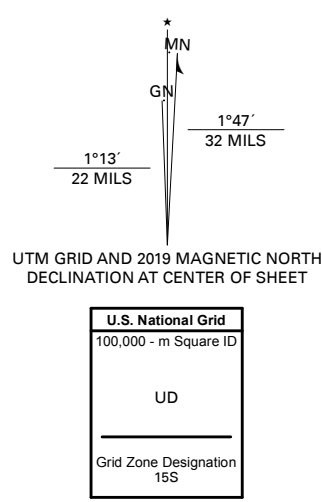 MN
GN
1°47´
32 MILS
1°13´
22 MILS
UTM GRID AND 2019 MAGNETIC NORTH
DECLINATION AT CENTER OF SHEET
U.S. National Grid
100,000 - m Square ID
UD
Grid Zone Designation
15S